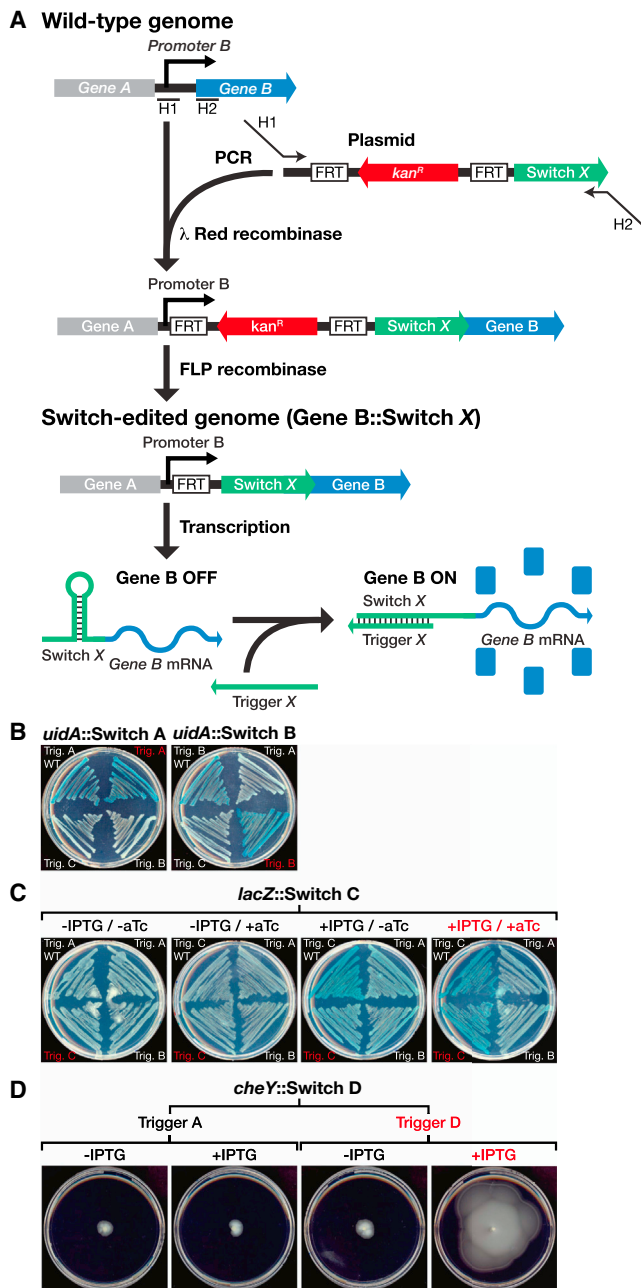 A Wild-type genome
Promoter B
Gene A
Gene B
H1
H2
H1
Plasmid
PCR
FRT
kanᴿ
FRT
Switch X
H2
λ Red recombinase
Promoter B
Gene A
FRT
kanᴿ
FRT
Switch X
Gene B
FLP recombinase
Switch-edited genome (Gene B::Switch X)
Promoter B
Gene A
FRT
Switch X
Gene B
Transcription
Gene B OFF
Gene B ON
Switch X
Trigger X
Switch X
Gene B mRNA
Gene B mRNA
Trigger X
B
uidA::Switch A
uidA::Switch B
Trig. A
WT
Trig. A
Trig. C
Trig. B
Trig. B
WT
Trig. A
Trig. C
Trig. B
C
lacZ::Switch C
-IPTG / -aTc
-IPTG / +aTc
+IPTG / -aTc
+IPTG / +aTc
Trig. A
WT
Trig. A
Trig. C
Trig. B
Trig. C
WT
Trig. A
Trig. C
Trig. B
Trig. C
WT
Trig. A
Trig. C
Trig. B
Trig. C
WT
Trig. A
Trig. C
Trig. B
D
cheY::Switch D
Trigger A
Trigger D
-IPTG
+IPTG
-IPTG
+IPTG